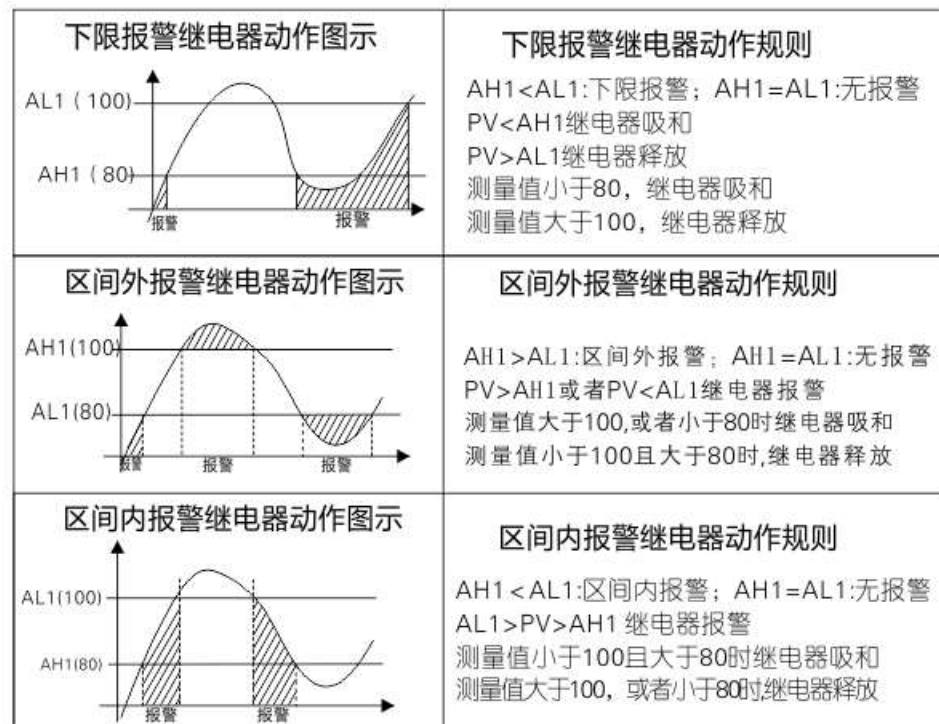 下限报警继电器动作图示
AL1 ( 100)
AH1 ( 80)
报警
报警
下限报警继电器动作规则
AH1<AL1:下限报警；AH1=AL1:无报警
PV<AH1继电器吸和
PV>AL1继电器释放
测量值小于80，继电器吸和
测量值大于100，继电器释放
区间外报警继电器动作图示
AH1(100)
AL1(80)
报警
报警
报警
区间外报警继电器动作规则
AH1>AL1:区间外报警；AH1=AL1:无报警
PV>AH1或者PV<AL1继电器报警
测量值大于100,或者小于80时继电器吸和
测量值小于100且大于80时,继电器释放
区间内报警继电器动作图示
AL1(100)
AH1(80)
报警
报警
区间内报警继电器动作规则
AH1<AL1:区间内报警；AH1=AL1:无报警
AL1>PV>AH1 继电器报警
测量值小于100且大于80时继电器吸和
测量值大于100，或者小于80时,继电器释放